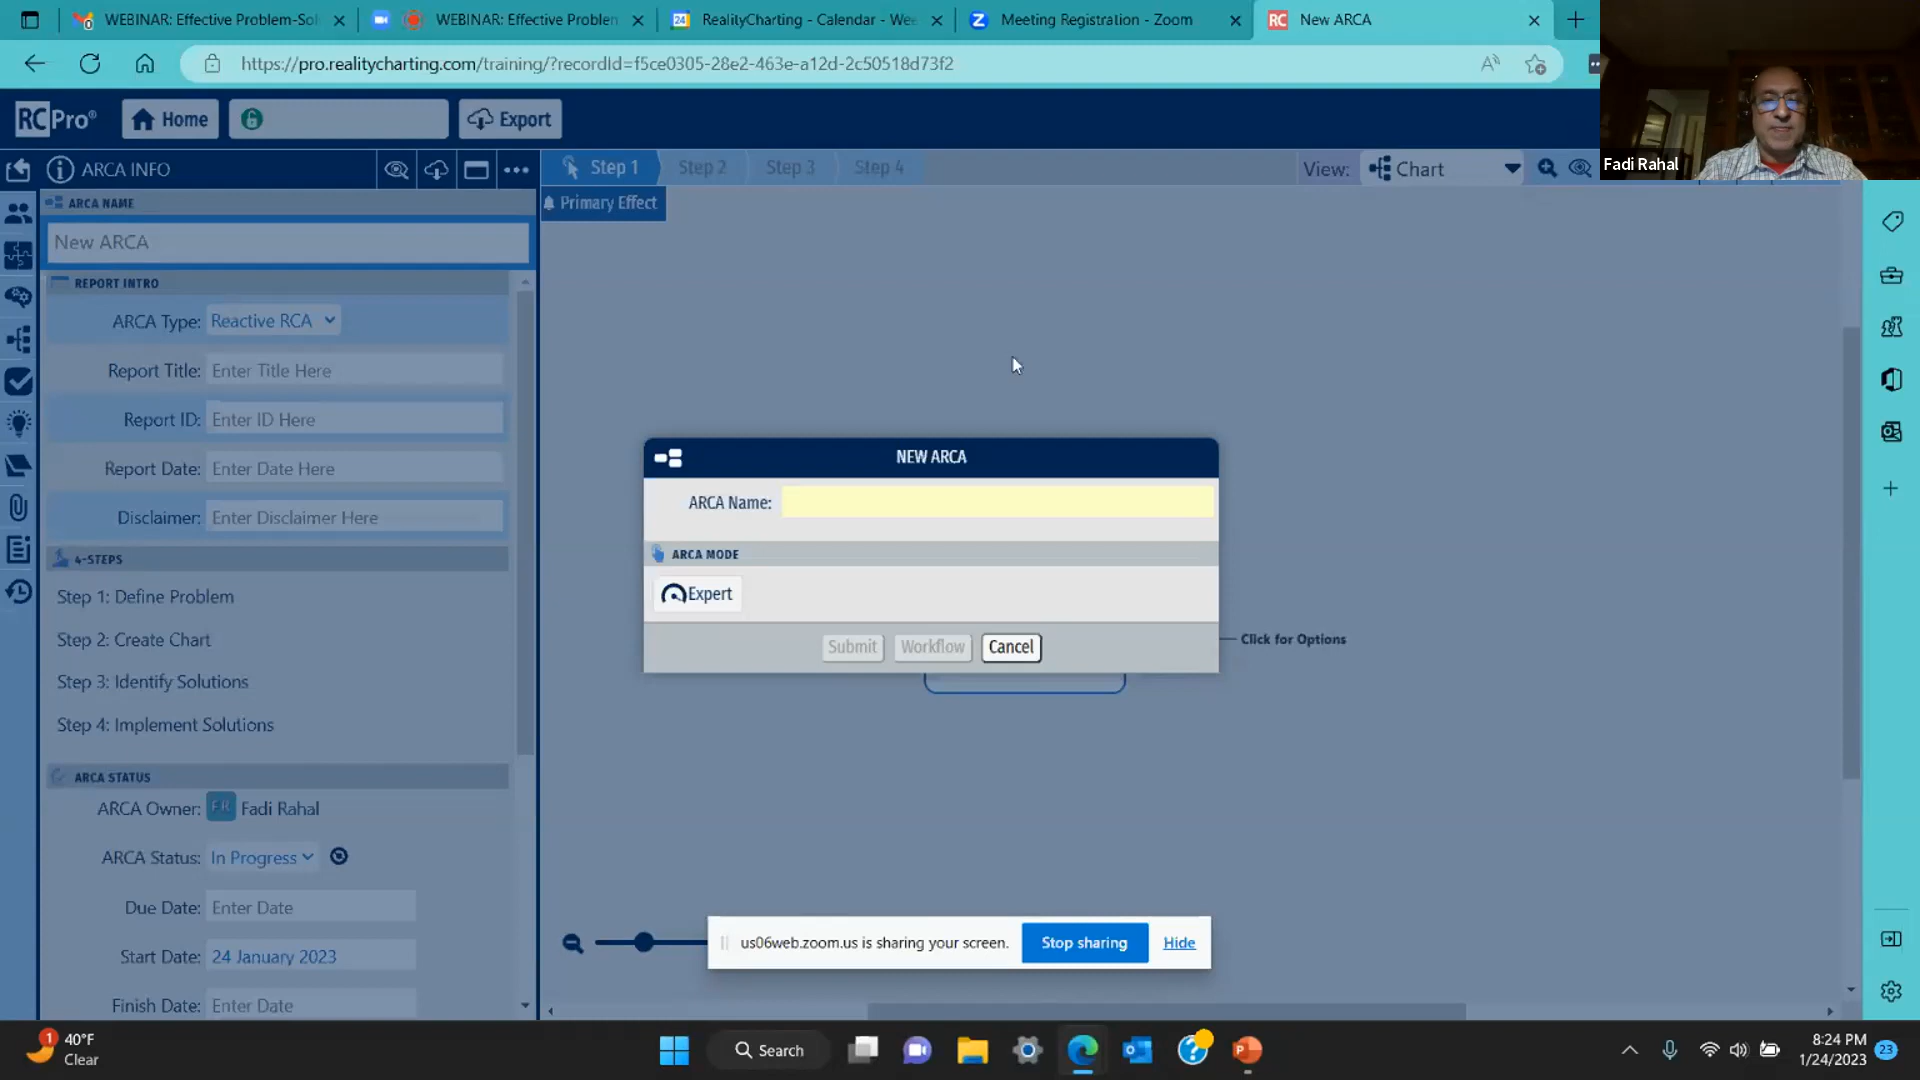 WEBINAR: Effective Problem-Sol
WEBINAR: Effective Problem
RealityCharting - Calendar - Wee
Meeting Registration - Zoom
RC New ARCA
https://pro.realitycharting.com/training/?recordId=f5ce0305-28e2-463e-a12d-2c50518d73f2
RCPro®
Home
Export
Fadi Rahal
ARCA INFO
Step 1
Step 2
Step 3
Step 4
View:
Chart
ARCA NAME
New ARCA
Primary Effect
REPORT INTRO
ARCA Type: Reactive RCA
Report Title: Enter Title Here
Report ID: Enter ID Here
Report Date: Enter Date Here
Disclaimer: Enter Disclaimer Here
4-STEPS
Step 1: Define Problem
Step 2: Create Chart
Step 3: Identify Solutions
Step 4: Implement Solutions
ARCA STATUS
ARCA Owner: FR Fadi Rahal
ARCA Status: In Progress
Due Date: Enter Date
Start Date: 24 January 2023
Finish Date: Enter Date
NEW ARCA
ARCA Name:
ARCA MODE
Expert
Submit
Workflow
Cancel
Click for Options
us06web.zoom.us is sharing your screen.
Stop sharing
Hide
1
40°F
Clear
Search
8:24 PM
1/24/2023
23